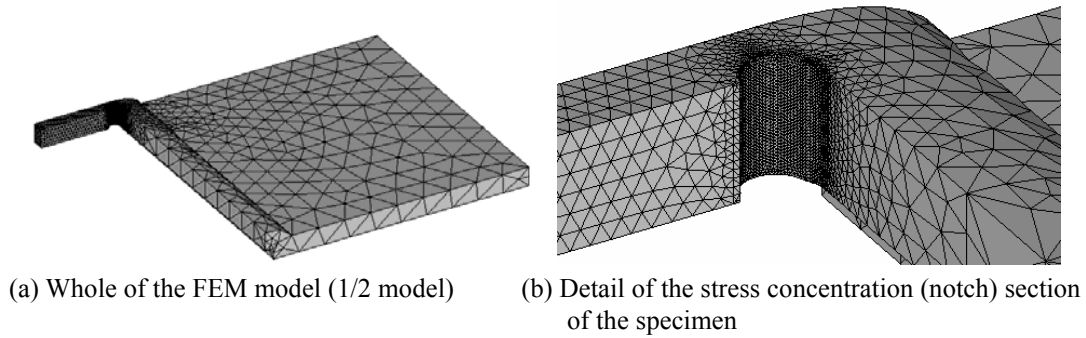 (a) Whole of the FEM model (1/2 model)
(b) Detail of the stress concentration (notch) section
of the specimen